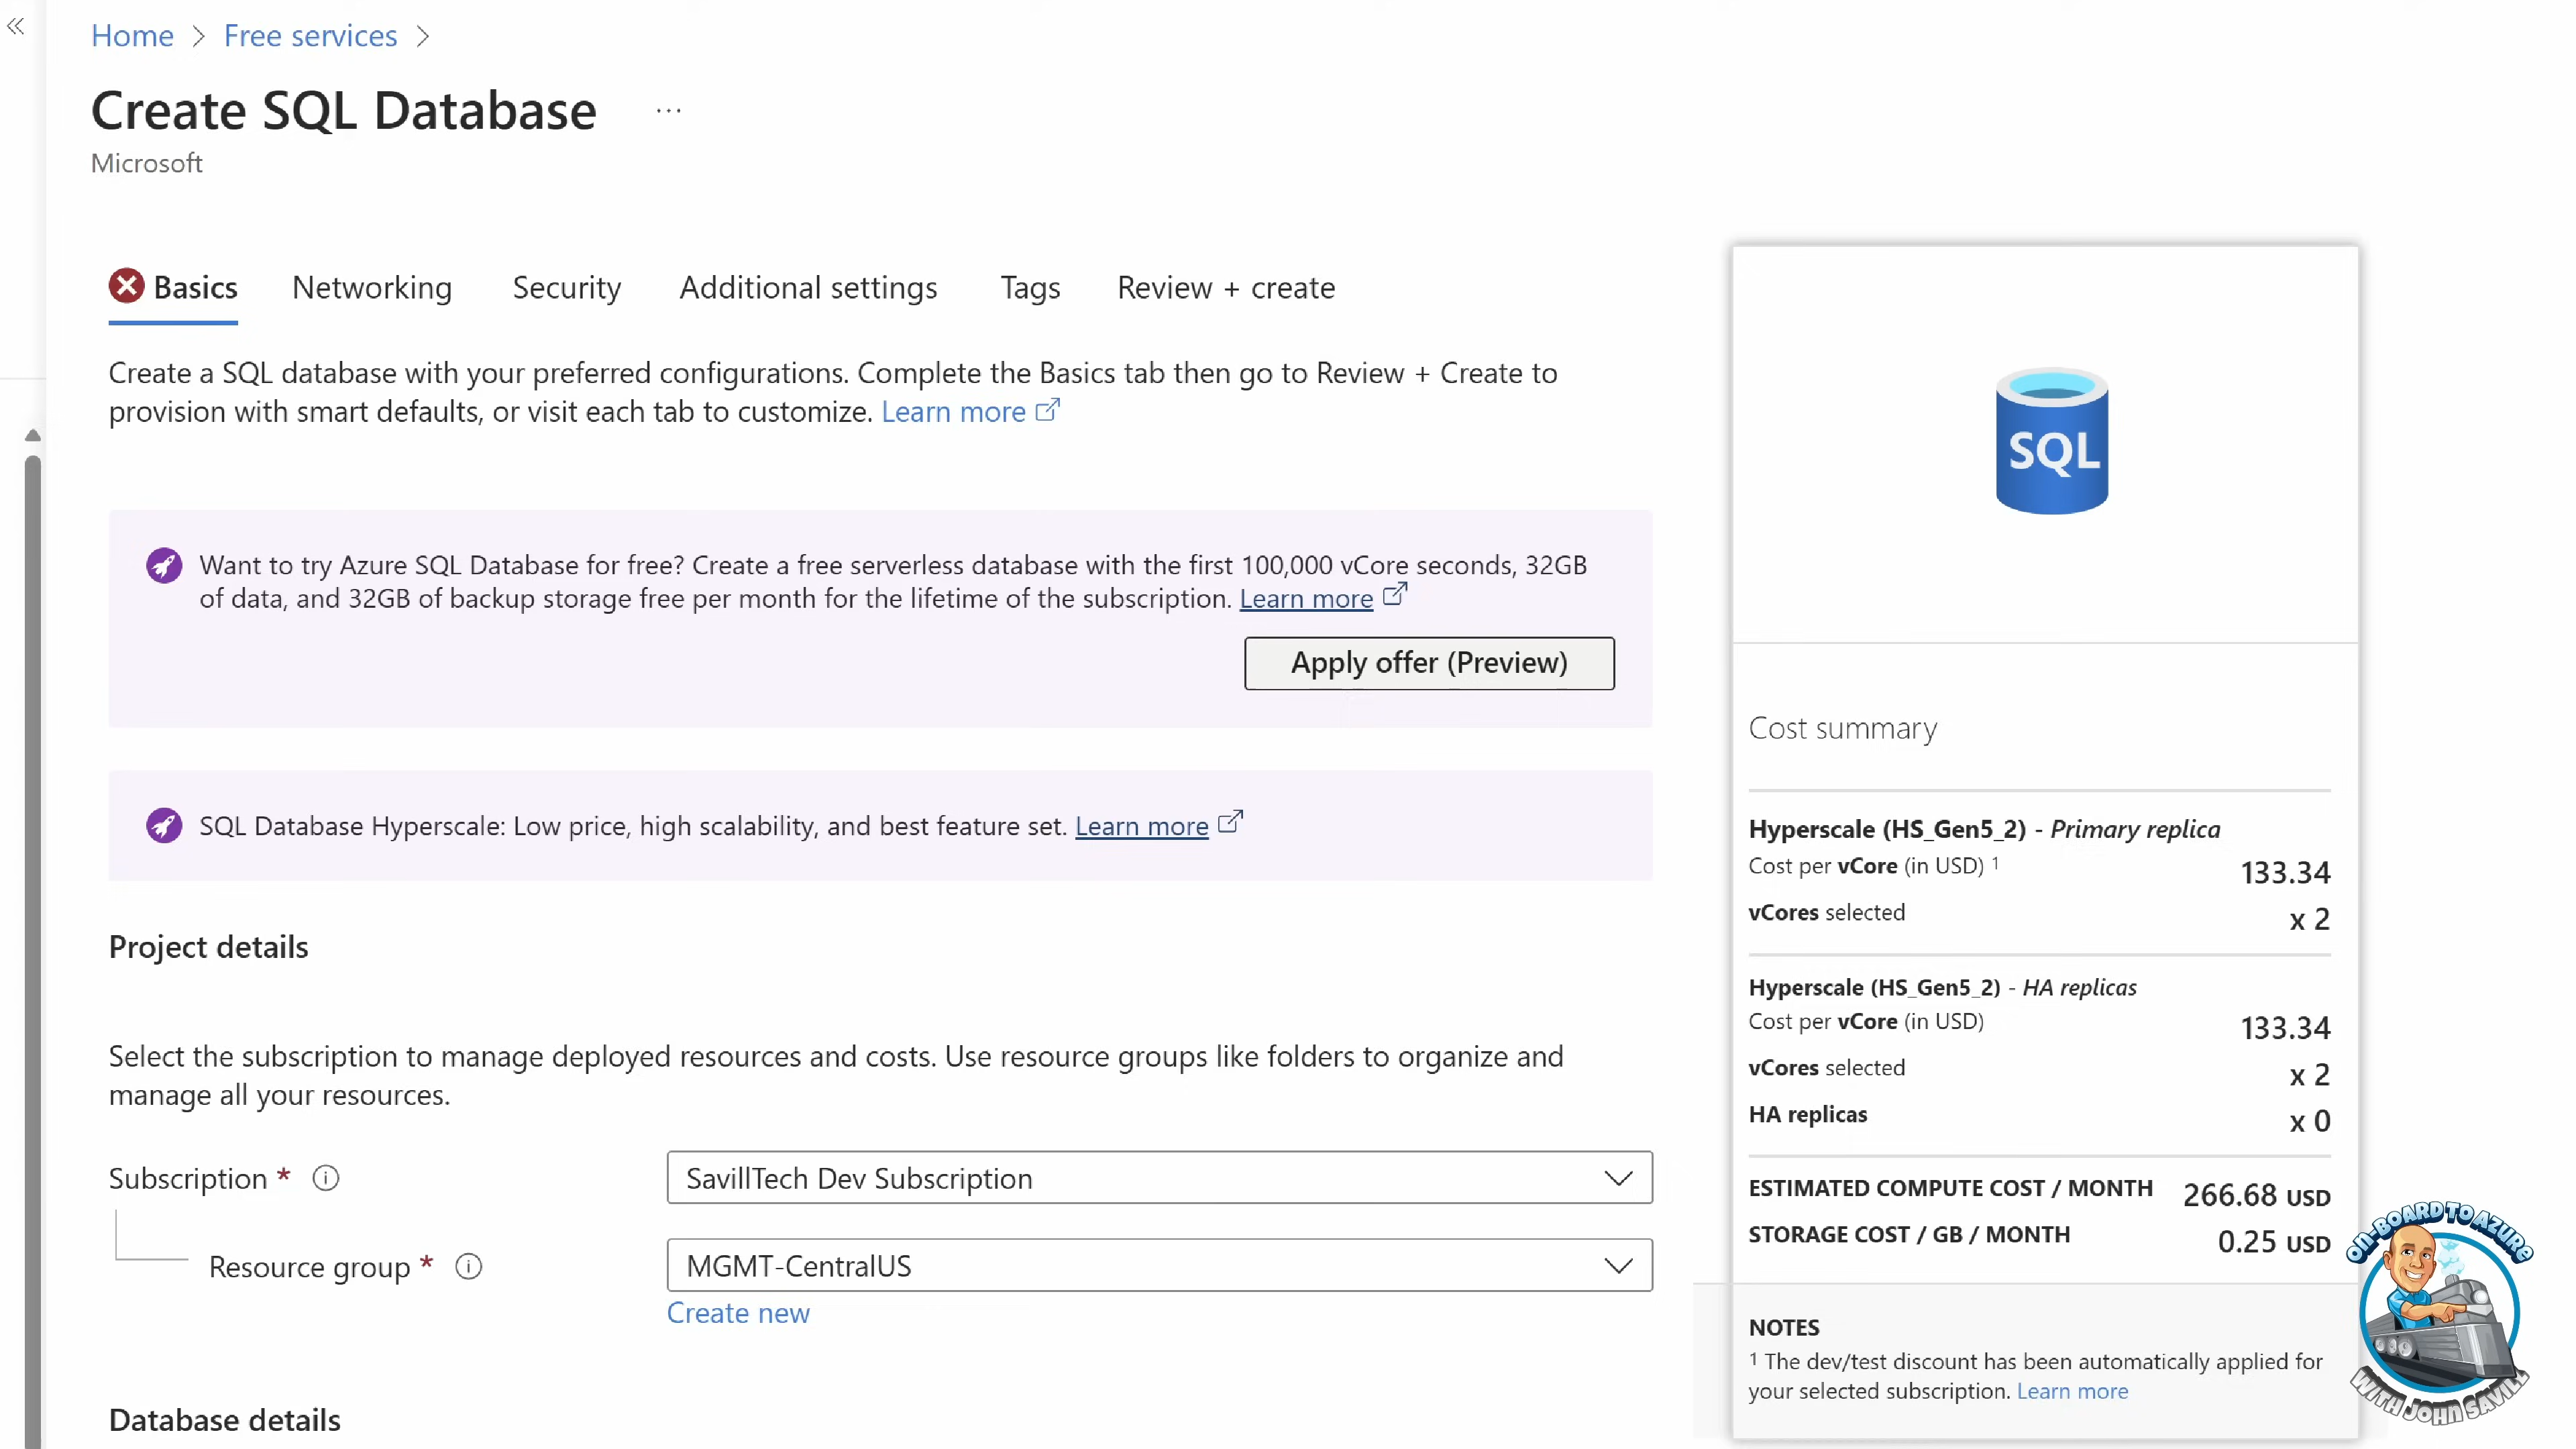 Home > Free services >
Create SQL Database ...
Microsoft
Basics Networking Security Additional settings Tags Review + create
Create a SQL database with your preferred configurations. Complete the Basics tab then go to Review + Create to
provision with smart defaults, or visit each tab to customize. Learn more
Want to try Azure SQL Database for free? Create a free serverless database with the first 100,000 vCore seconds, 32GB
of data, and 32GB of backup storage free per month for the lifetime of the subscription. Learn more
Apply offer (Preview)
SQL Database Hyperscale: Low price, high scalability, and best feature set. Learn more
Project details
Select the subscription to manage deployed resources and costs. Use resource groups like folders to organize and
manage all your resources.
Subscription * SavillTech Dev Subscription
Resource group * MGMT-CentralUS
Create new
Database details
SQL
Cost summary
Hyperscale (HS_Gen5_2) - Primary replica
Cost per vCore (in USD) ¹ 133.34
vCores selected x 2
Hyperscale (HS_Gen5_2) - HA replicas
Cost per vCore (in USD) 133.34
vCores selected x 2
HA replicas x 0
ESTIMATED COMPUTE COST / MONTH 266.68 USD
STORAGE COST / GB / MONTH 0.25 USD
NOTES
¹ The dev/test discount has been automatically applied for
your selected subscription. Learn more
ON-BOARD TO AZURE
WITH JOHN SAVILL